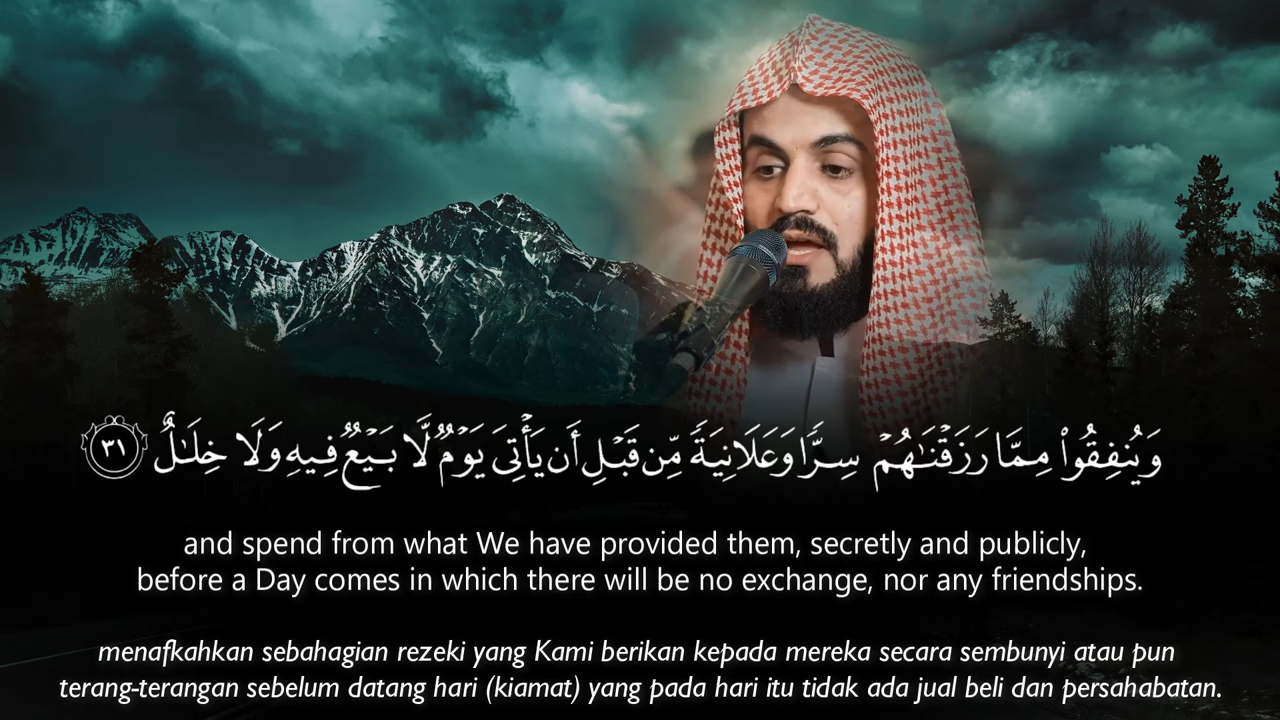 وَيُنفِقُوا۟ مِمَّا رَزَقْنَـٰهُمْ سِرًّا وَعَلَانِيَةً مِّن قَبْلِ أَن يَأْتِىَ يَوْمٌ لَّا بَيْعٌ فِيهِ وَلَا خِلَـٰلٌ ٣١
and spend from what We have provided them, secretly and publicly,
before a Day comes in which there will be no exchange, nor any friendships.
menafkahkan sebahagian rezeki yang Kami berikan kepada mereka secara sembunyi atau pun
terang-terangan sebelum datang hari (kiamat) yang pada hari itu tidak ada jual beli dan persahabatan.